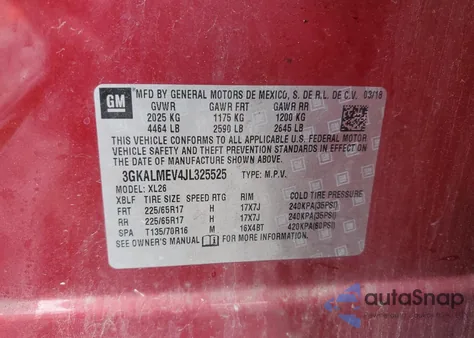 GM
MFD BY GENERAL MOTORS DE MEXICO, S. DE R.L. DE C.V. 03/18
GVWR GAWR FRT GAWR RR
2025 KG 1175 KG 1200 KG
4464 LB 2590 LB 2645 LB
THIS VEHICLE CONFORMS TO ALL APPLICABLE U.S. FEDERAL MOTOR
VEHICLE SAFETY AND THEFT PREVENTION STANDARDS IN EFFECT ON
THE DATE OF MANUFACTURE SHOWN ABOVE.
3GKALMEV4JL325525 TYPE: M.P.V.
MODEL: XL26
XBLF TIRE SIZE SPEED RTG RIM COLD TIRE PRESSURE
FRT 225/65R17 H 17X7J 240KPA(35PSI)
RR 225/65R17 H 17X7J 240KPA(35PSI)
SPA T135/70R16 M 16X4BT 420KPA(60PSI)
SEE OWNER'S MANUAL FOR MORE INFORMATION.
autoSnap